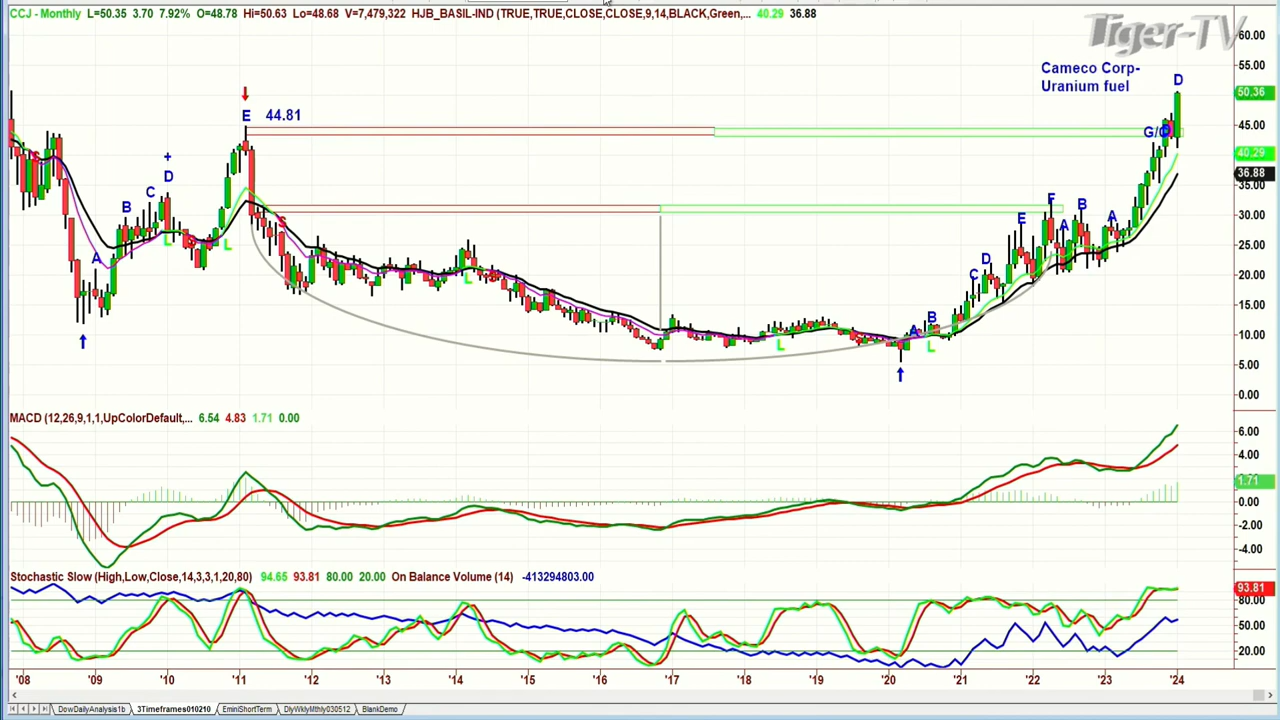 CCJ - Monthly L=50.35 3.70 7.92% O=48.78 Hi=50.63 Lo=48.68 V=7,479,322 HJB_BASIL-IND (TRUE,TRUE,CLOSE,CLOSE,9,14,BLACK,Green,... 40.29 36.88
Tiger-TV
60.00
Cameco Corp-
Uranium fuel
55.00
D
50.36
E 44.81
G/C
45.00
40.29
+
D
36.88
35.00
C
B
F
B
E
A
A
30.00
S
L
S
L
25.00
A
D
C
L
S
20.00
15.00
B
A
10.00
L
L
5.00
0.00
MACD (12,26,9,1,1,UpColorDefault,... 6.54 4.83 1.71 0.00
6.00
4.00
1.71
0.00
-2.00
-4.00
Stochastic Slow (High,Low,Close,14,3,3,1,20,80) 94.65 93.81 80.00 20.00 On Balance Volume (14) -413294803.00
93.81
80.00
50.00
20.00
'08 '09 '10 '11 '12 '13 '14 '15 '16 '17 '18 '19 '20 '21 '22 '23 '24
DowDailyAnalysis1b 3Timeframes010210 EminiShortTerm DlyWklyMthly030512 BlankDemo